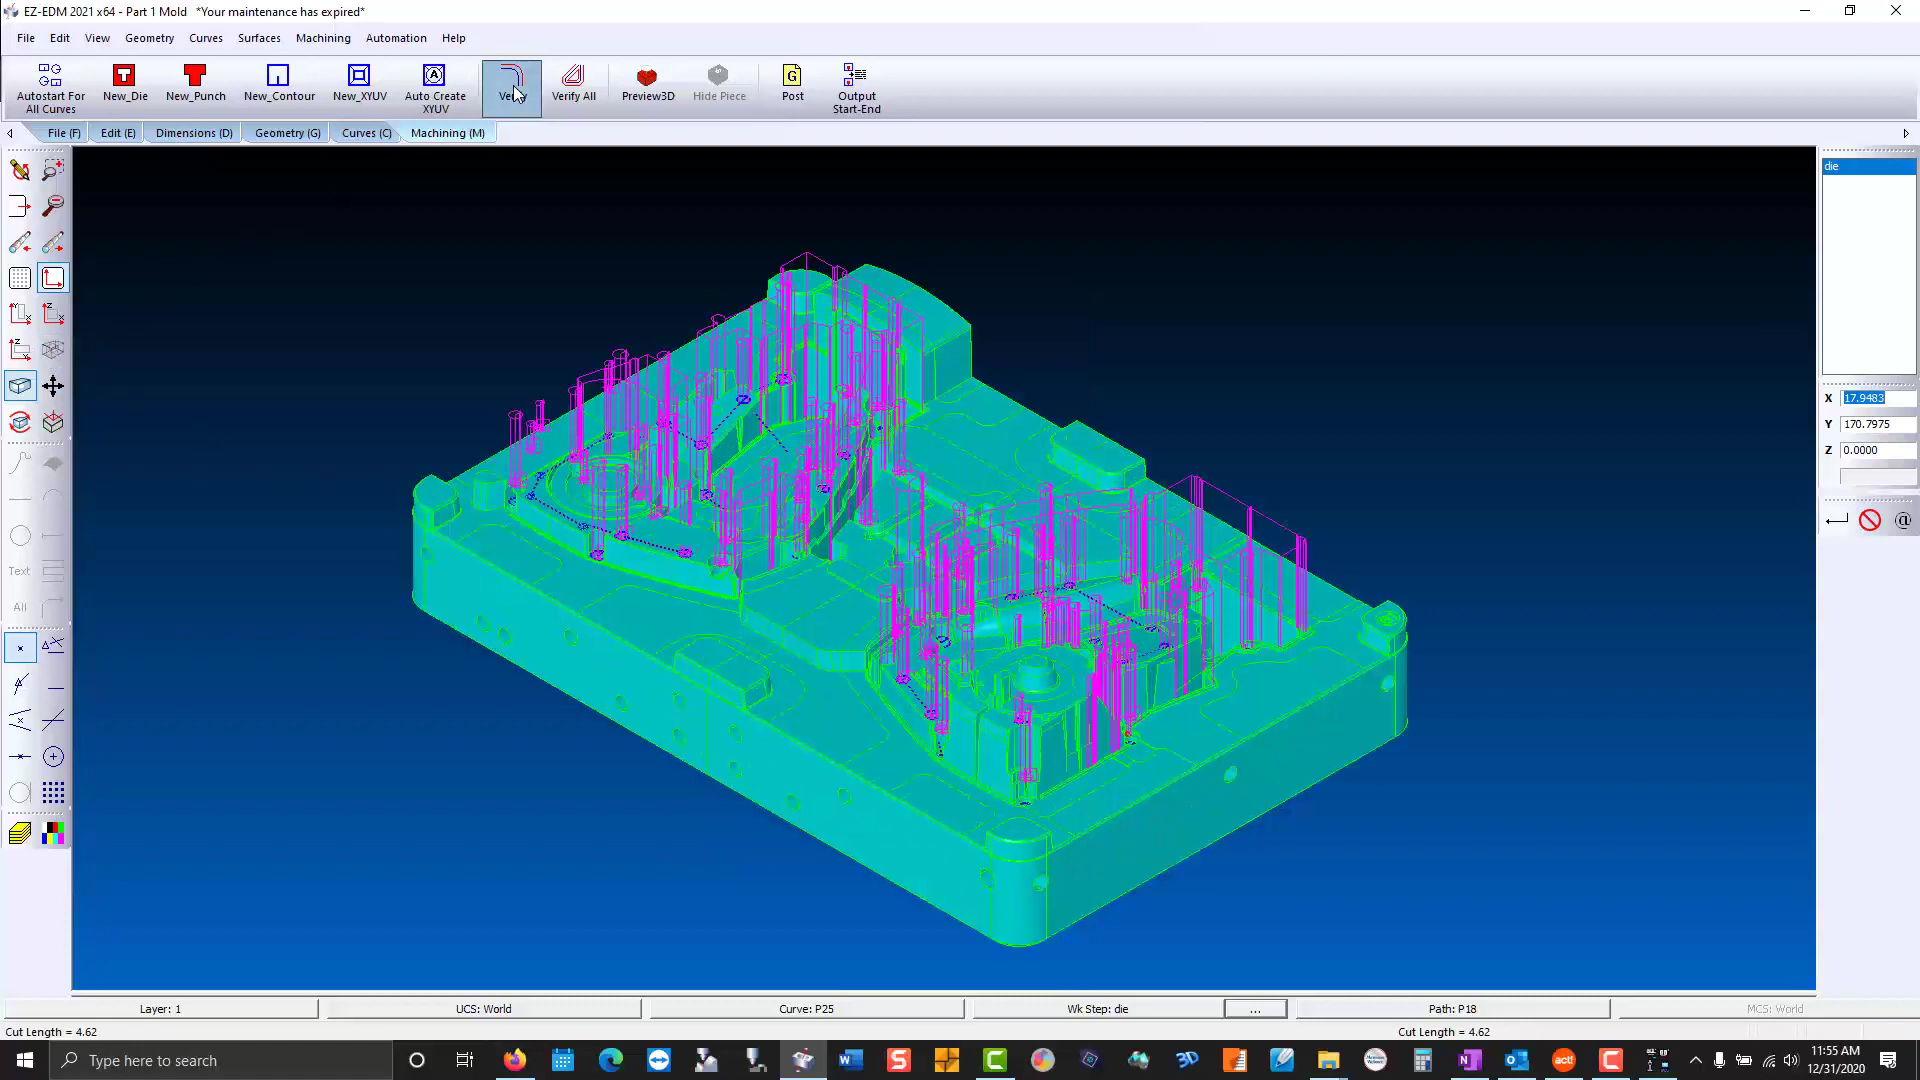 EZ-EDM 2021 x64 - Part 1 Mold *Your maintenance has expired*
File Edit View Geometry Curves Surfaces Machining Automation Help
Autostart For All Curves
New_Die
New_Punch
New_Contour
New_XYUV
Auto Create XYUV
Verify All
Preview3D
Hide Piece
Post
Output Start-End
File (F) Edit (E) Dimensions (D) Geometry (G) Curves (C) Machining (M)
die
X 17.9483
Y 170.7975
Z 0.0000
@
Text
All
Layer: 1 UCS: World Curve: P25 Wk Step: die ... Path: P18 MCS: World
Cut Length = 4.62 Cut Length = 4.62
Type here to search
act!
11:55 AM
12/31/2020